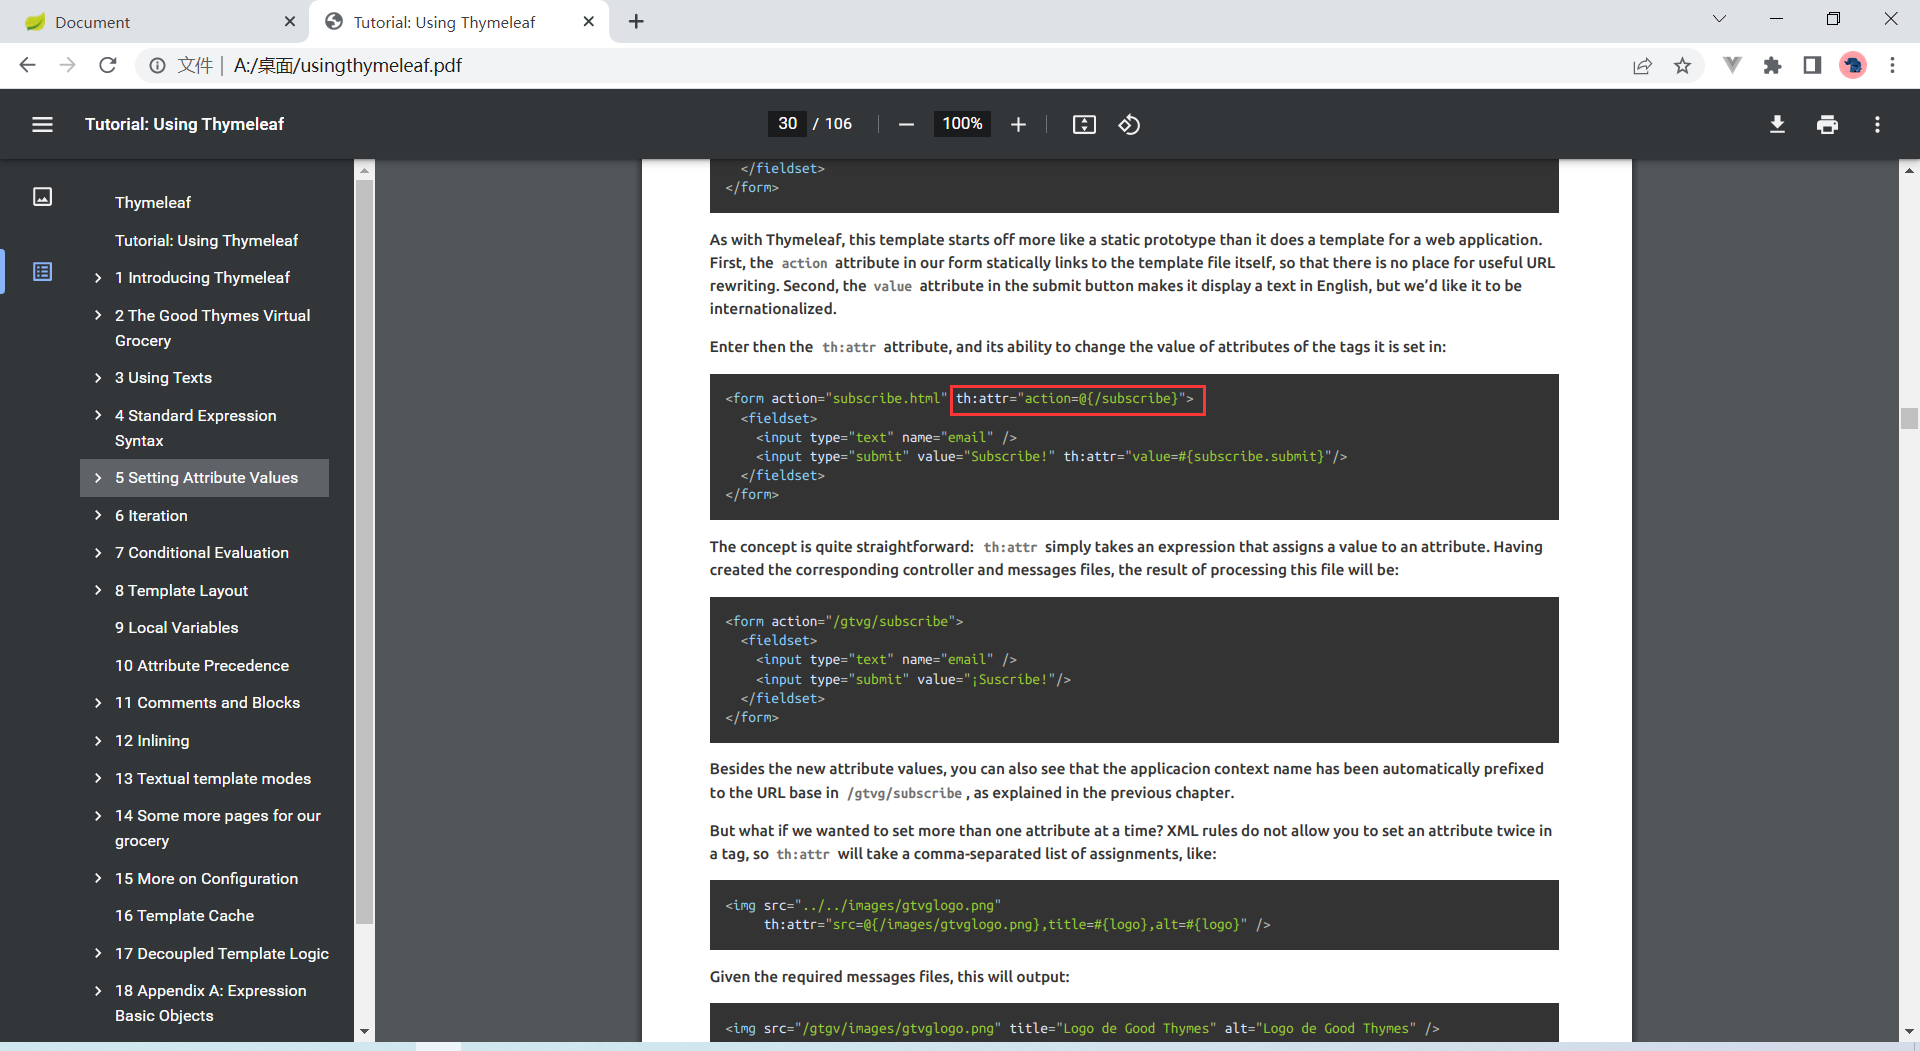 Document
Tutorial: Using Thymeleaf
文件 | A:/桌面/usingthymeleaf.pdf
Tutorial: Using Thymeleaf
30 / 106
100%
Thymeleaf
Tutorial: Using Thymeleaf
1 Introducing Thymeleaf
2 The Good Thymes Virtual
Grocery
3 Using Texts
4 Standard Expression
Syntax
5 Setting Attribute Values
6 Iteration
7 Conditional Evaluation
8 Template Layout
9 Local Variables
10 Attribute Precedence
11 Comments and Blocks
12 Inlining
13 Textual template modes
14 Some more pages for our
grocery
15 More on Configuration
16 Template Cache
17 Decoupled Template Logic
18 Appendix A: Expression
Basic Objects
</fieldset>
</form>
As with Thymeleaf, this template starts off more like a static prototype than it does a template for a web application.
First, the action attribute in our form statically links to the template file itself, so that there is no place for useful URL
rewriting. Second, the value attribute in the submit button makes it display a text in English, but we’d like it to be
internationalized.
Enter then the th:attr attribute, and its ability to change the value of attributes of the tags it is set in:
<form action="subscribe.html" th:attr="action=@{/subscribe}">
<fieldset>
<input type="text" name="email" />
<input type="submit" value="Subscribe!" th:attr="value=#{subscribe.submit}"/>
</fieldset>
</form>
The concept is quite straightforward: th:attr simply takes an expression that assigns a value to an attribute. Having
created the corresponding controller and messages files, the result of processing this file will be:
<form action="/gtvg/subscribe">
<fieldset>
<input type="text" name="email" />
<input type="submit" value="¡Suscribe!"/>
</fieldset>
</form>
Besides the new attribute values, you can also see that the applicacion context name has been automatically prefixed
to the URL base in /gtvg/subscribe , as explained in the previous chapter.
But what if we wanted to set more than one attribute at a time? XML rules do not allow you to set an attribute twice in
a tag, so th:attr will take a comma-separated list of assignments, like:
<img src="../../images/gtvglogo.png"
th:attr="src=@{/images/gtvglogo.png},title=#{logo},alt=#{logo}" />
Given the required messages files, this will output:
<img src="/gtgv/images/gtvglogo.png" title="Logo de Good Thymes" alt="Logo de Good Thymes" />